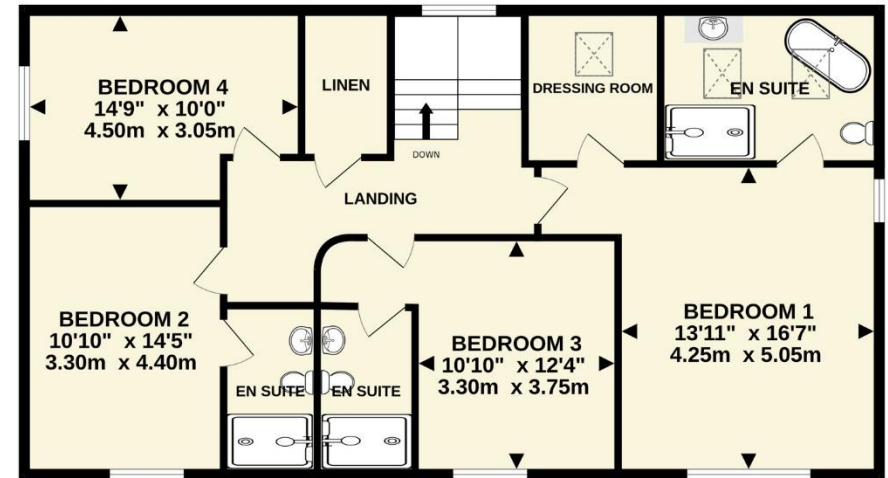 BEDROOM 4
14'9" x 10'0"
4.50m x 3.05m
LINEN
DOWN
DRESSING ROOM
EN SUITE
LANDING
BEDROOM 2
10'10" x 14'5"
3.30m x 4.40m
EN SUITE
EN SUITE
BEDROOM 3
10'10" x 12'4"
3.30m x 3.75m
BEDROOM 1
13'11" x 16'7"
4.25m x 5.05m